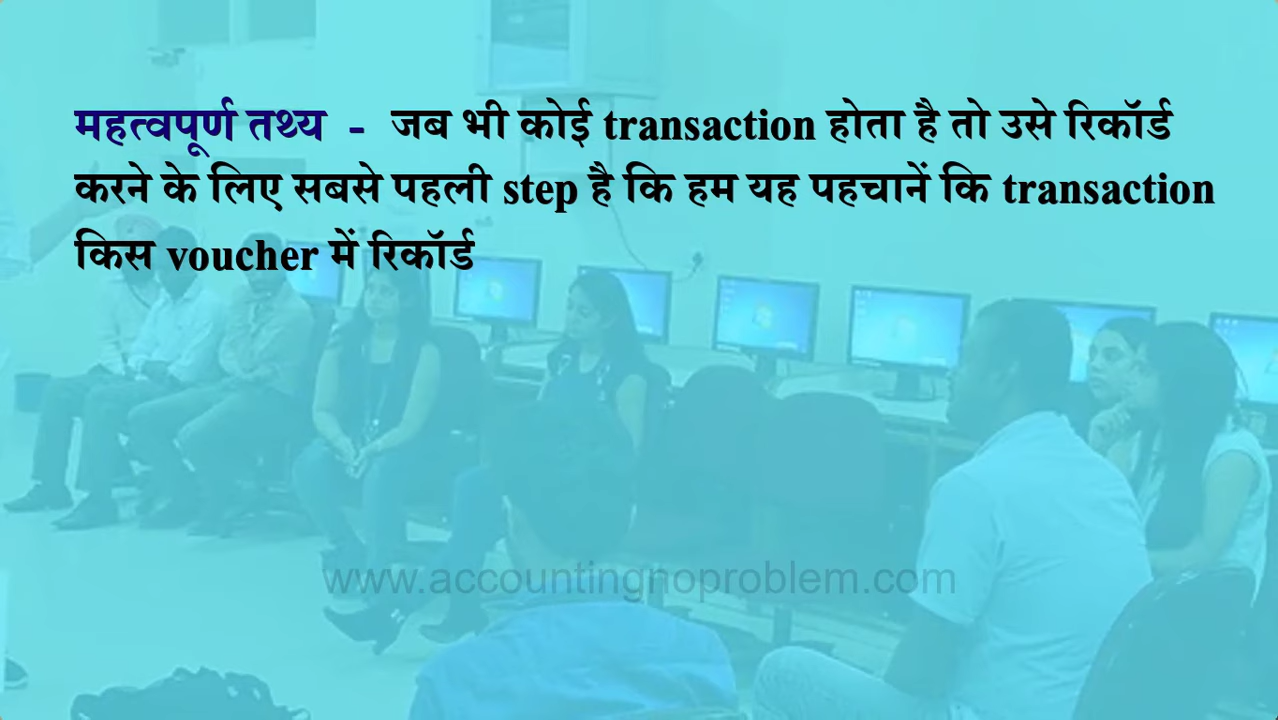 महत्वपूर्ण तथ्य - जब भी कोई transaction होता है तो उसे रिकॉर्ड
करने के लिए सबसे पहली step है कि हम यह पहचानें कि transaction
किस voucher में रिकॉर्ड
www.accountingnoproblem.com